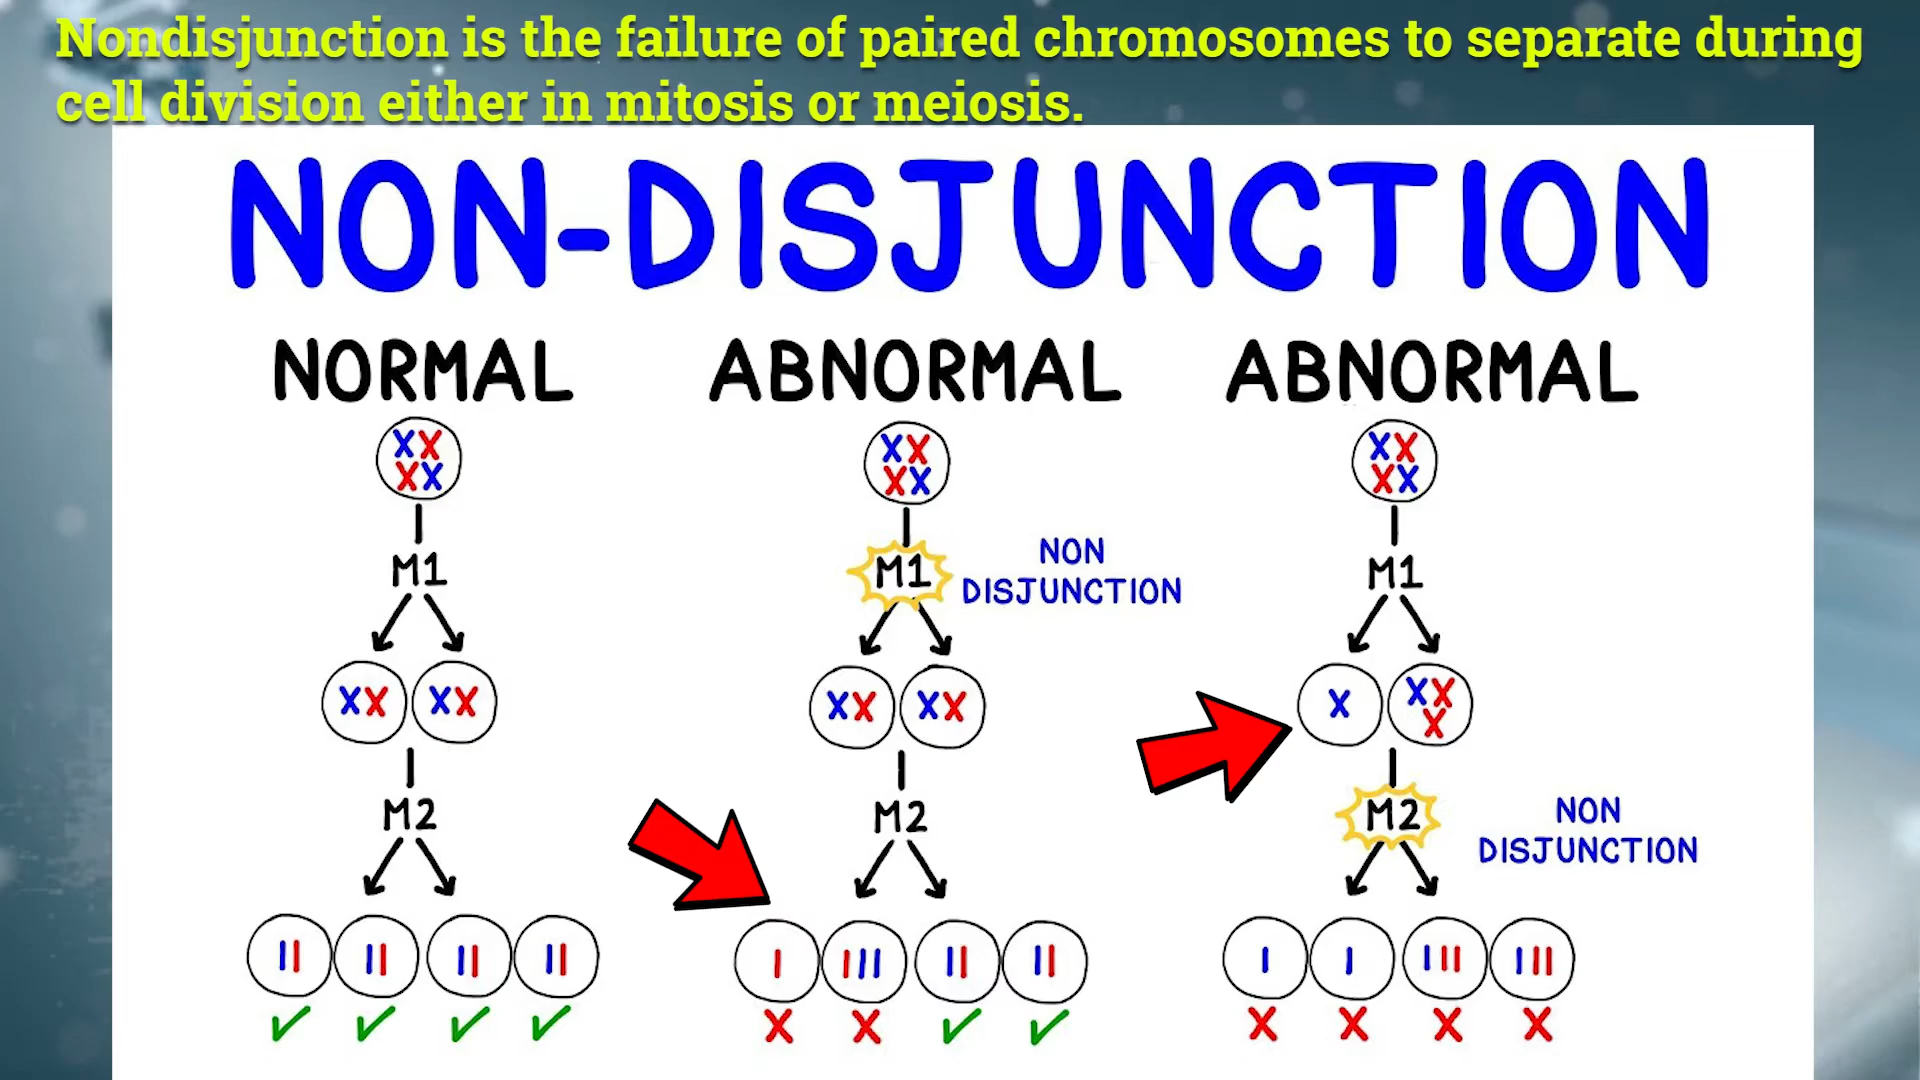 Nondisjunction is the failure of paired chromosomes to separate during
cell division either in mitosis or meiosis.
NON-DISJUNCTION
NORMAL
ABNORMAL
ABNORMAL
M1
M1
NON
DISJUNCTION
M1
M2
M2
M2
NON
DISJUNCTION